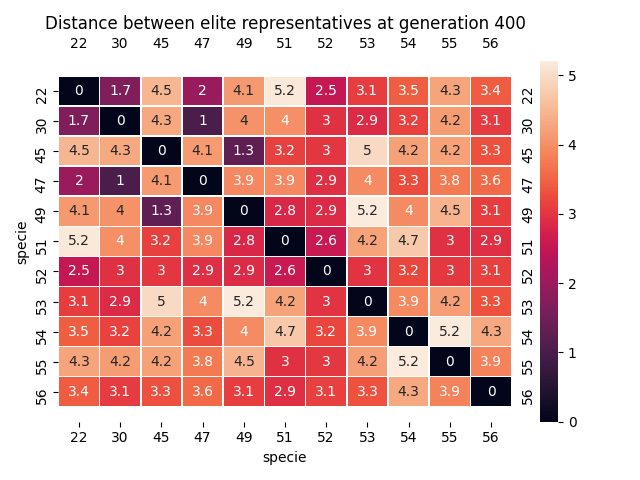 Distance between elite representatives at generation 400
22 30 45 47 49 51 52 53 54 55 56
22 0 1.7 4.5 2 4.1 5.2 2.5 3.1 3.5 4.3 3.4 22
30 1.7 0 4.3 1 4 4 3 2.9 3.2 4.2 3.1 30
45 4.5 4.3 0 4.1 1.3 3.2 3 5 4.2 4.2 3.3 45
47 2 1 4.1 0 3.9 3.9 2.9 4 3.3 3.8 3.6 47
49 4.1 4 1.3 3.9 0 2.8 2.9 5.2 4 4.5 3.1 49
51 5.2 4 3.2 3.9 2.8 0 2.6 4.2 4.7 3 2.9 51
52 2.5 3 3 2.9 2.9 2.6 0 3 3.2 3 3.1 52
53 3.1 2.9 5 4 5.2 4.2 3 0 3.9 4.2 3.3 53
54 3.5 3.2 4.2 3.3 4 4.7 3.2 3.9 0 5.2 4.3 54
55 4.3 4.2 4.2 3.8 4.5 3 3 4.2 5.2 0 3.9 55
56 3.4 3.1 3.3 3.6 3.1 2.9 3.1 3.3 4.3 3.9 0 56
22 30 45 47 49 51 52 53 54 55 56
specie
specie
5
4
3
2
1
0